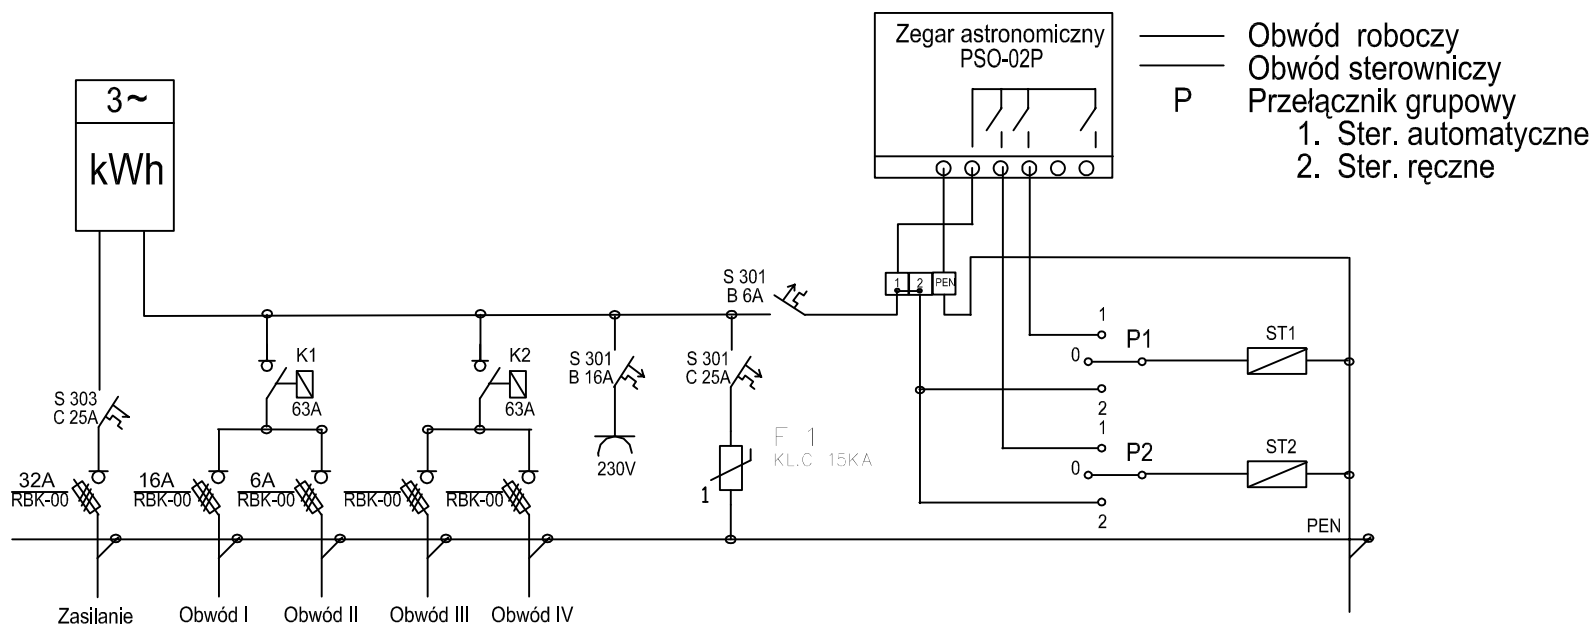 Zegar astronomiczny
PSO-02P
Obwód roboczy
Obwód sterowniczy
P Przełącznik grupowy
1. Ster. automatyczne
2. Ster. ręczne
3~
kWh
S 301
B 6A
1 2 PEN
K1
63A
K2
63A
S 301
B 16A
S 301
C 25A
S 303
C 25A
230V
F 1
KL.C 15KA
1
1
0
P1
2
ST1
1
0
P2
2
ST2
32A
RBK-00
16A
RBK-00
6A
RBK-00
RBK-00
RBK-00
PEN
Zasilanie
Obwód I
Obwód II
Obwód III
Obwód IV